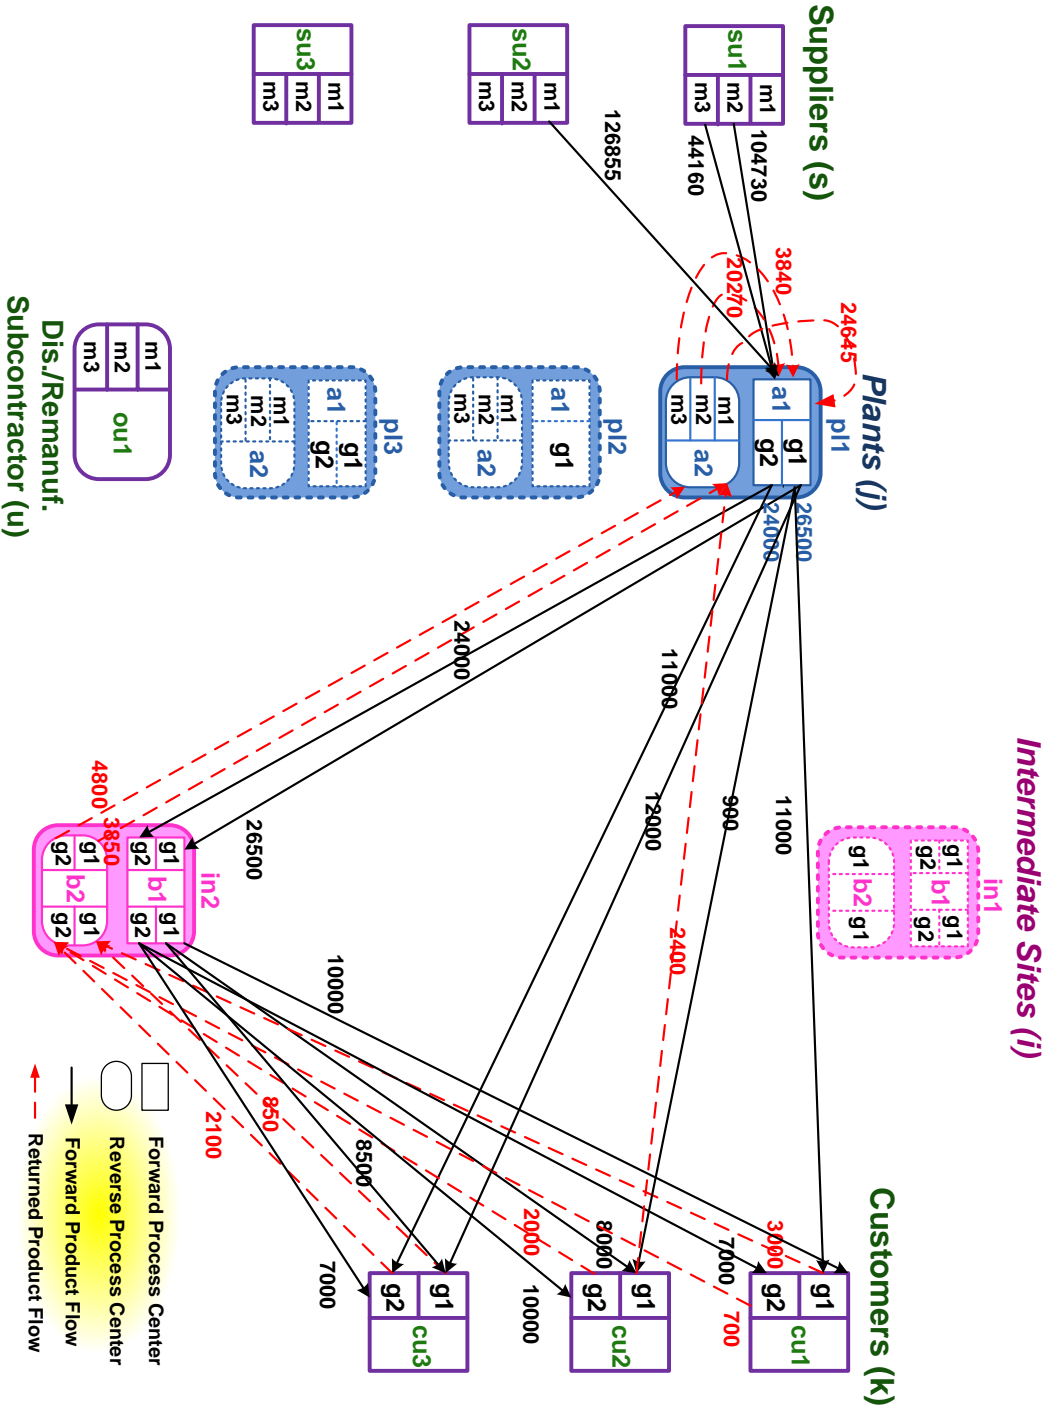 Suppliers (s)
Plants (j)
Intermediate Sites (i)
Customers (k)
su1
m1
m2
m3
su2
m1
m2
m3
su3
m1
m2
m3
104730
44160
126855
3840
20270
24645
pl1
a1
g1
g2
m1
m2
m3
a2
pl2
a1
g1
m1
m2
m3
a2
pl3
a1
g1
g2
m1
m2
m3
a2
m1
m2
m3
ou1
Dis./Remanuf.
Subcontractor (u)
26500
24000
24000
26500
11000
12000
900
11000
2400
in1
g1
g2
b1
g1
g2
g1
b2
g1
in2
g1
g2
b1
g1
g2
g1
g2
b2
g1
g2
4800
3850
10000
8500
850
2100
7000
2000
8000
10000
3000
7000
700
g1
g2
cu1
g1
g2
cu2
g1
g2
cu3
Forward Process Center
Reverse Process Center
Forward Product Flow
Returned Product Flow